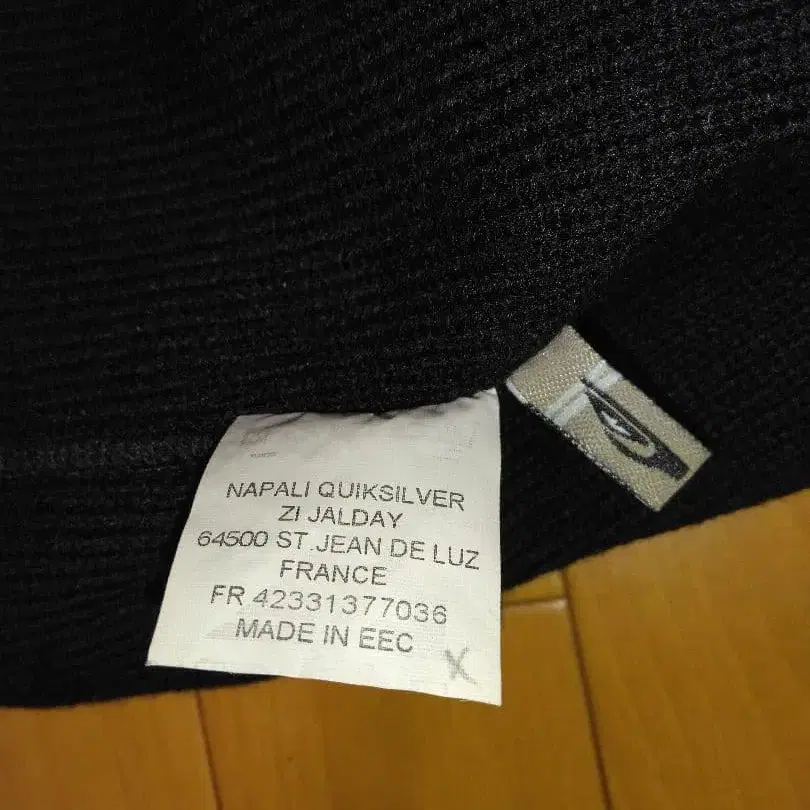 NAPALI QUIKSILVER
ZI JALDAY
64500 ST.JEAN DE LUZ
FRANCE
FR 42331377036
MADE IN EEC
X